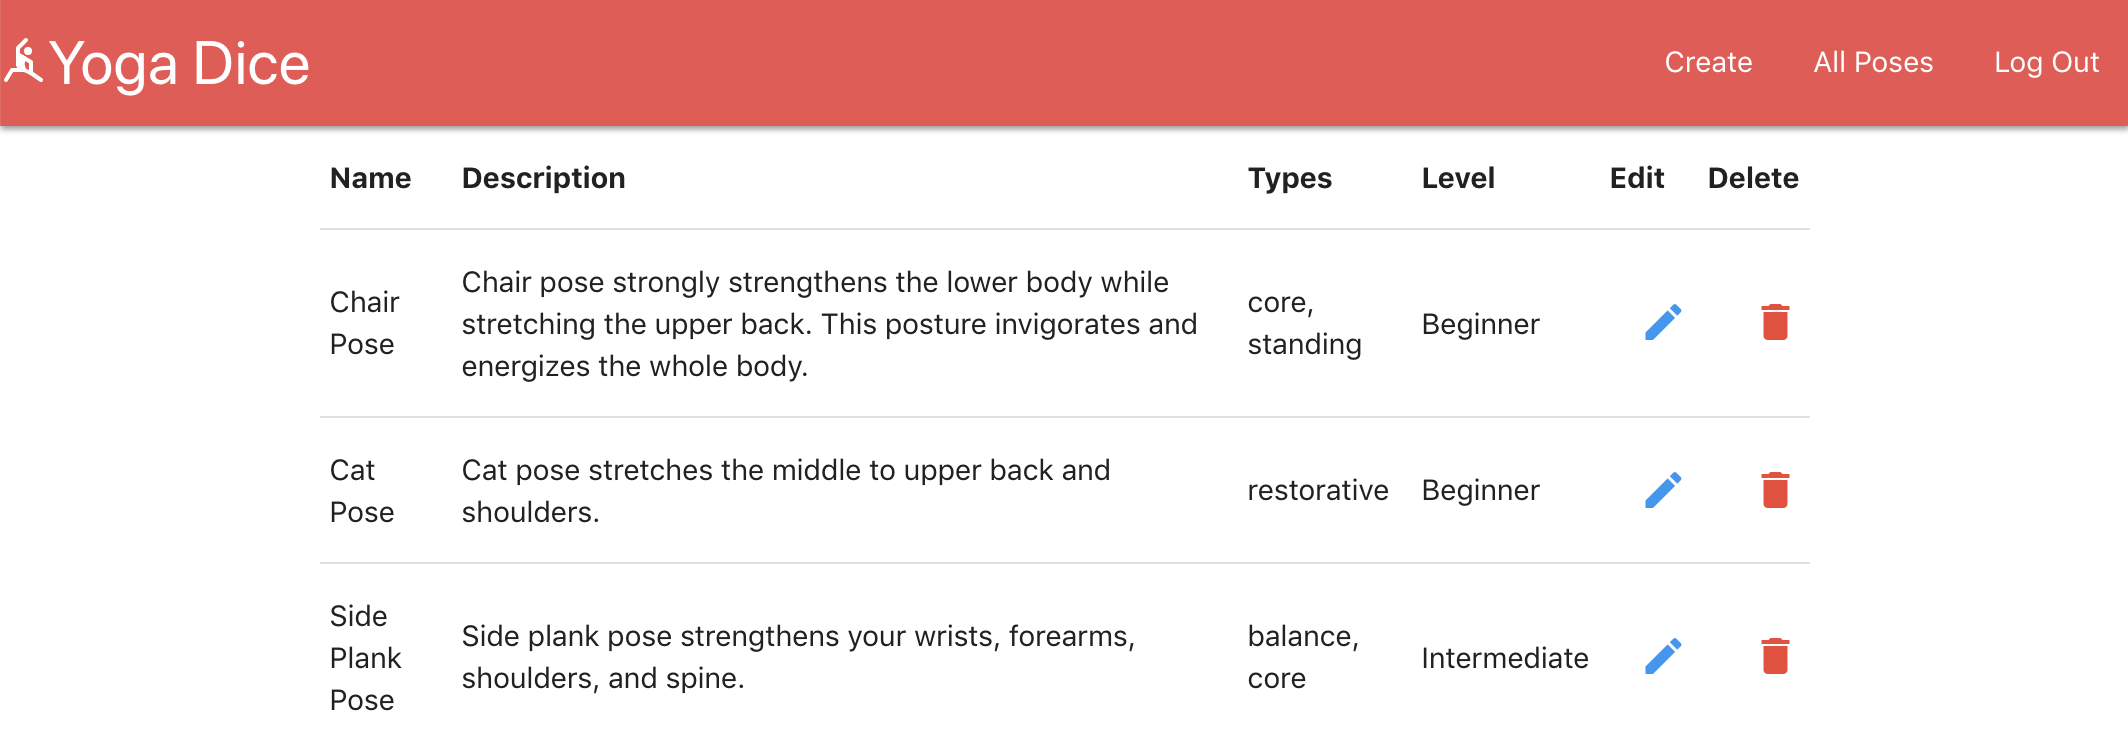 Yoga Dice
Create All Poses Log Out
Name Description Types Level Edit Delete
Chair
Pose
Chair pose strongly strengthens the lower body while
stretching the upper back. This posture invigorates and
energizes the whole body.
core,
standing
Beginner
Cat
Pose
Cat pose stretches the middle to upper back and
shoulders.
restorative
Beginner
Side
Plank
Pose
Side plank pose strengthens your wrists, forearms,
shoulders, and spine.
balance,
core
Intermediate